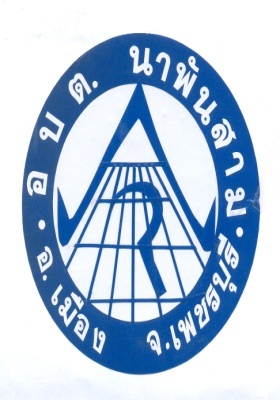 อ บ ต. นาพันสาม
อ. เมือง จ. เพชรบุรี